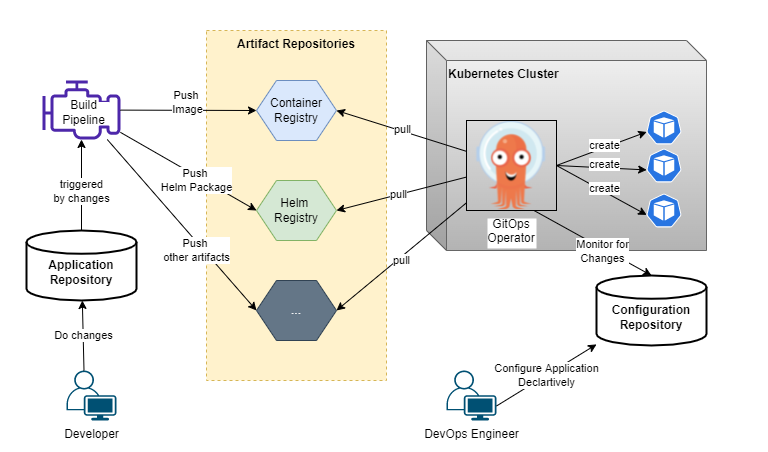 Artifact Repositories
Kubernetes Cluster
Build
Pipeline
Push
Image
Container
Registry
pull
create
create
create
triggered
by changes
Push
Helm Package
Helm
Registry
pull
GitOps
Operator
Push
other artifacts
pull
Monitor for
Changes
Application
Repository
...
Configuration
Repository
Do changes
Configure Application
Declartively
Developer
DevOps Engineer